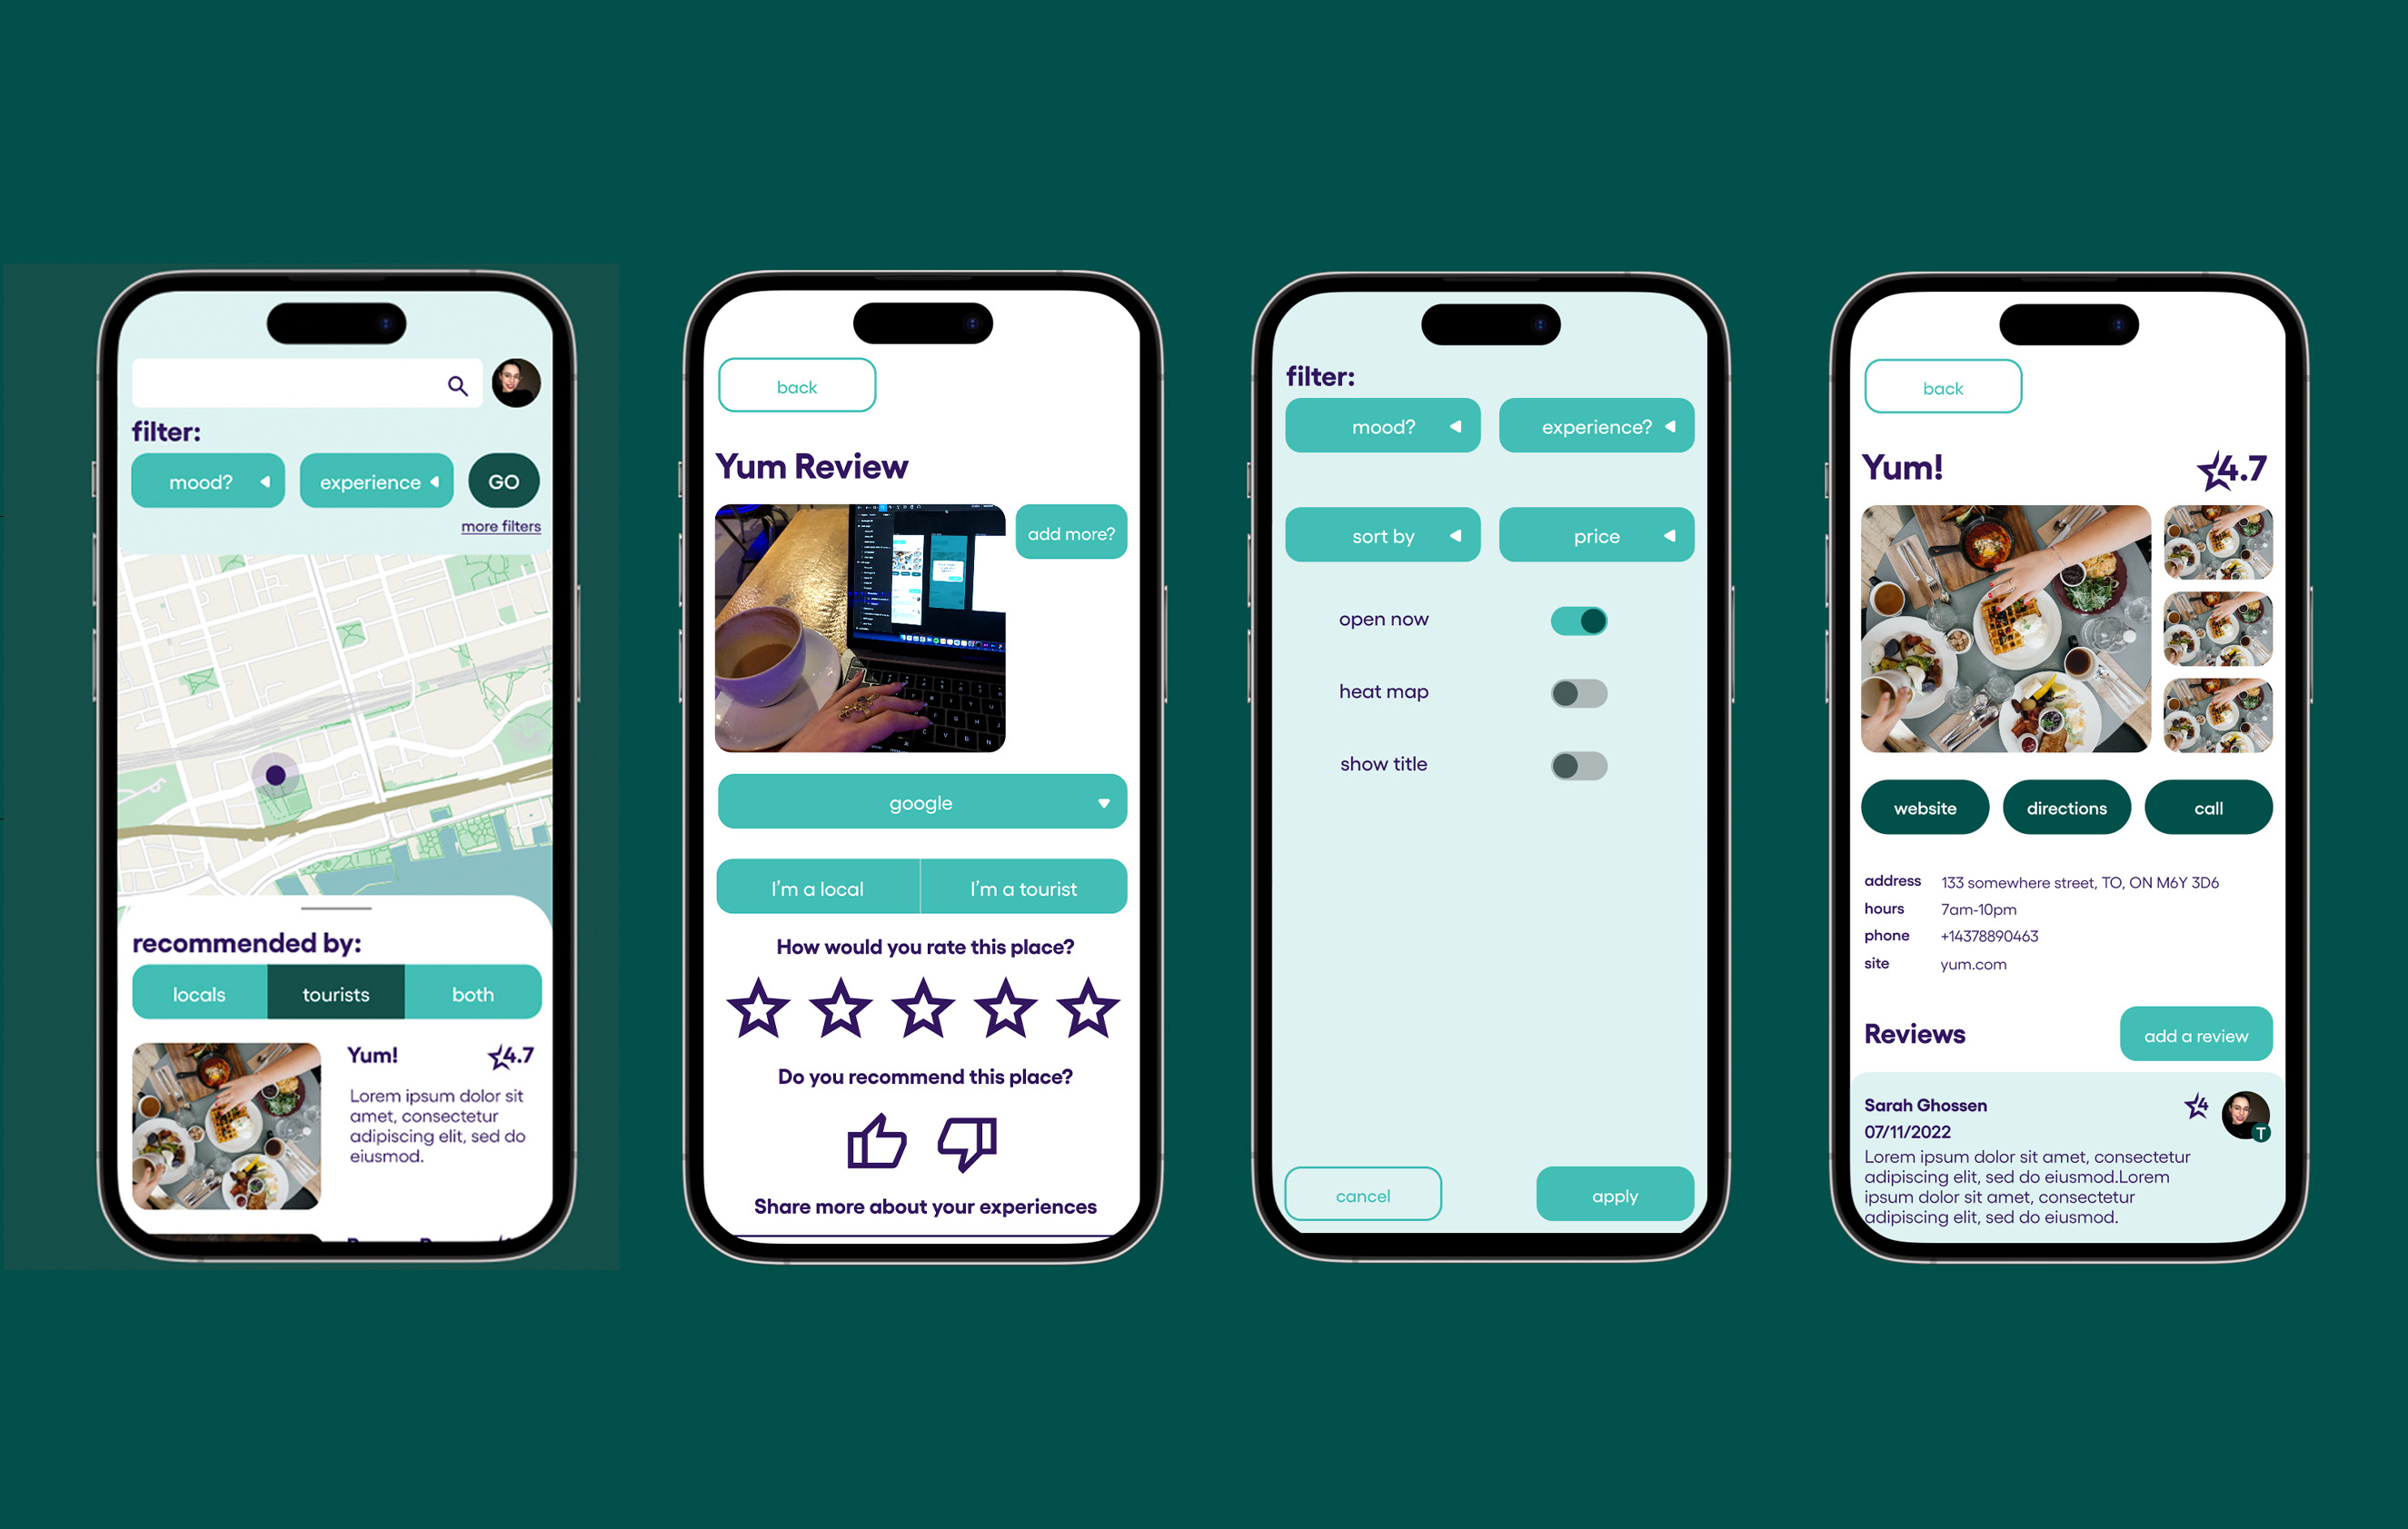 filter:
mood?
experience
GO
more filters
recommended by:
locals
tourists
both
Yum!
4.7
Lorem ipsum dolor sit
amet, consectetur
adipiscing elit, sed do
eiusmod.
back
Yum Review
add more?
google
I'm a local
I'm a tourist
How would you rate this place?
Do you recommend this place?
Share more about your experiences
filter:
mood?
experience?
sort by
price
open now
heat map
show title
cancel
apply
back
Yum!
4.7
website
directions
call
address 133 somewhere street, TO, ON M6Y 3D6
hours 7am-10pm
phone +14378890463
site yum.com
Reviews
add a review
Sarah Ghossen
4
07/11/2022
T
Lorem ipsum dolor sit amet, consectetur
adipiscing elit, sed do eiusmod.Lorem
ipsum dolor sit amet, consectetur
adipiscing elit, sed do eiusmod.